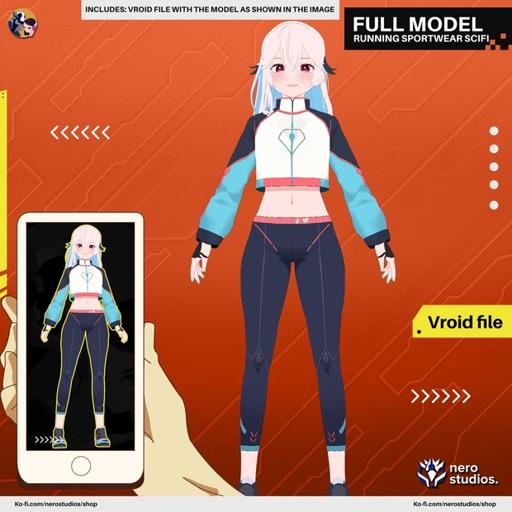 INCLUDES: VROID FILE WITH THE MODEL AS SHOWN IN THE IMAGE
FULL MODEL
RUNNING SPORTWEAR SCIFI
Vroid file
nero
studios.
Ko-fi.com/nerostudios/shop
Ko-fi.com/nerostudios/shop